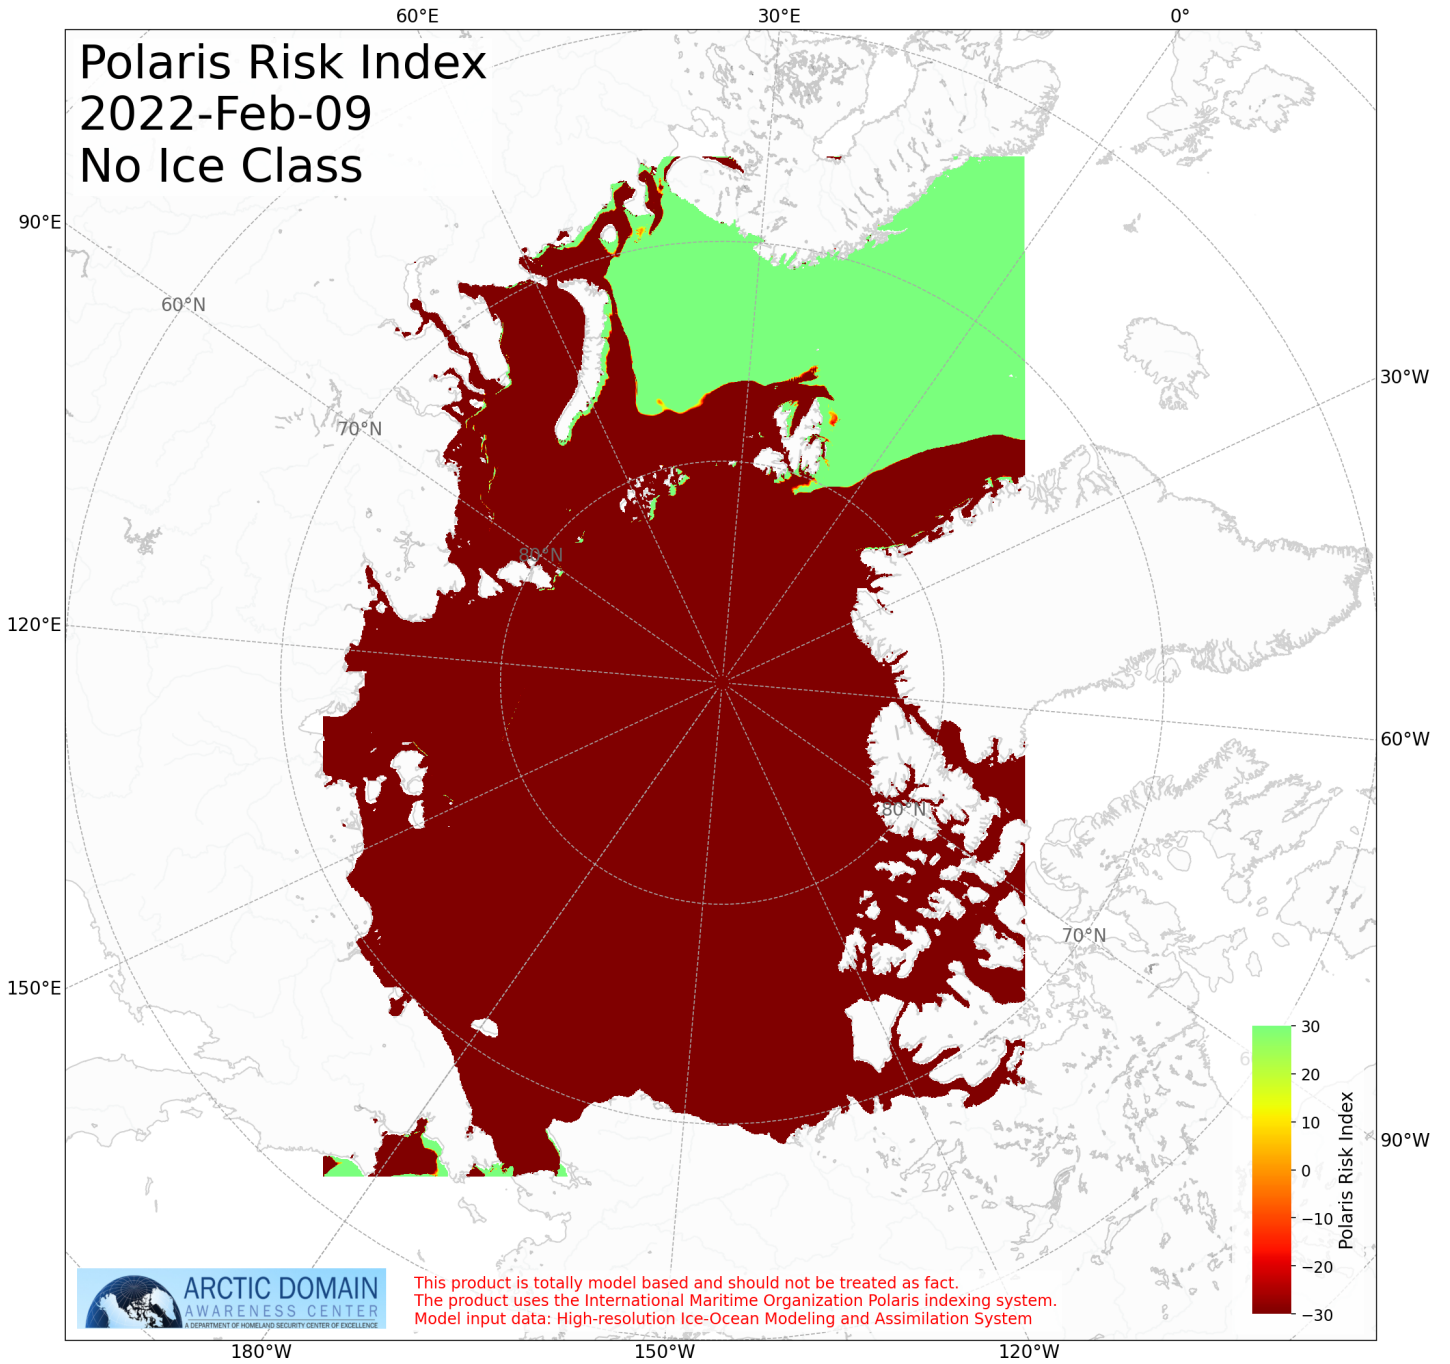 60°E
30°E
0°
Polaris Risk Index
2022-Feb-09
No Ice Class
90°E
60°N
30°W
70°N
80°N
120°E
60°W
80°N
70°N
150°E
30
20
10
0
−10
−20
−30
Polaris Risk Index
90°W
ARCTIC DOMAIN
AWARENESS CENTER
A DEPARTMENT OF HOMELAND SECURITY CENTER OF EXCELLENCE
This product is totally model based and should not be treated as fact.
The product uses the International Maritime Organization Polaris indexing system.
Model input data: High-resolution Ice-Ocean Modeling and Assimilation System
180°W
150°W
120°W